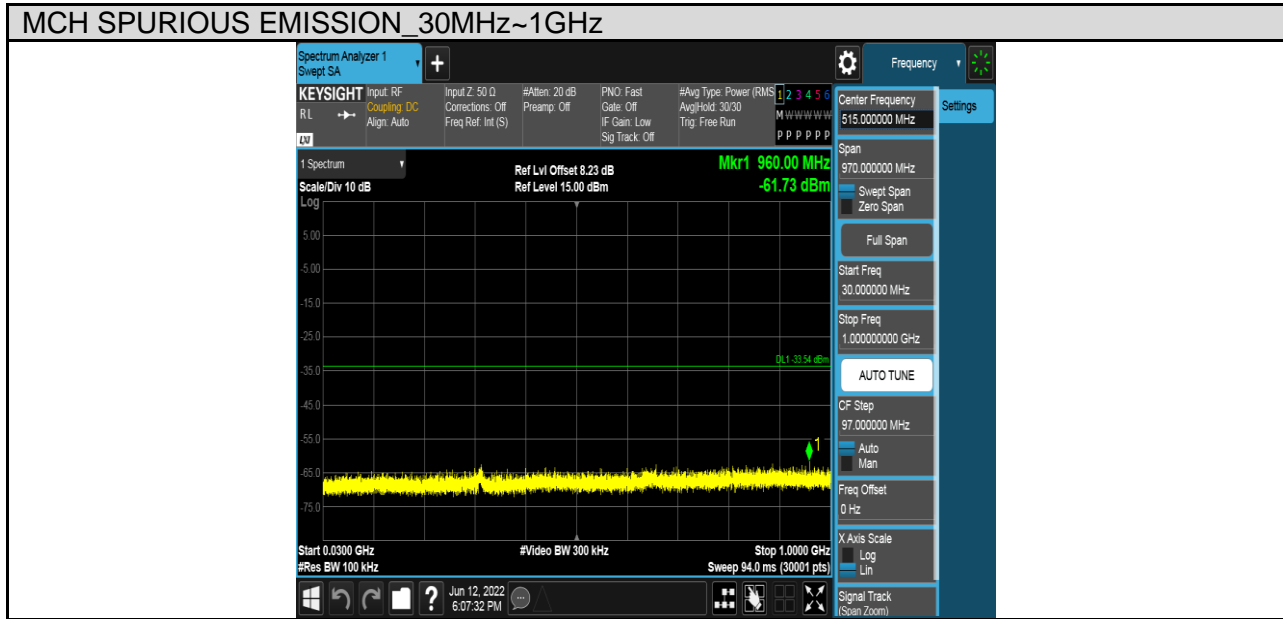 MCH SPURIOUS EMISSION_30MHz~1GHz
Spectrum Analyzer 1
Swept SA
+
Frequency
KEYSIGHT
RL
LXI
Input: RF
Coupling: DC
Align: Auto
Input Z: 50 Ω
Corrections: Off
Freq Ref: Int (S)
#Atten: 20 dB
Preamp: Off
PNO: Fast
Gate: Off
IF Gain: Low
Sig Track: Off
#Avg Type: Power (RMS
Avg|Hold: 30/30
Trig: Free Run
1 2 3 4 5 6
M W W W W W
P P P P P P
1 Spectrum
Scale/Div 10 dB
Ref Lvl Offset 8.23 dB
Ref Level 15.00 dBm
Mkr1 960.00 MHz
-61.73 dBm
Log
5.00
-5.00
-15.0
-25.0
DL1 -33.54 dBm
-35.0
-45.0
-55.0
1
-65.0
-75.0
Start 0.0300 GHz
#Res BW 100 kHz
#Video BW 300 kHz
Stop 1.0000 GHz
Sweep 94.0 ms (30001 pts)
?
Jun 12, 2022
6:07:32 PM
Center Frequency
515.000000 MHz
Settings
Span
970.000000 MHz
Swept Span
Zero Span
Full Span
Start Freq
30.000000 MHz
Stop Freq
1.000000000 GHz
AUTO TUNE
CF Step
97.000000 MHz
Auto
Man
Freq Offset
0 Hz
X Axis Scale
Log
Lin
Signal Track
(Span Zoom)